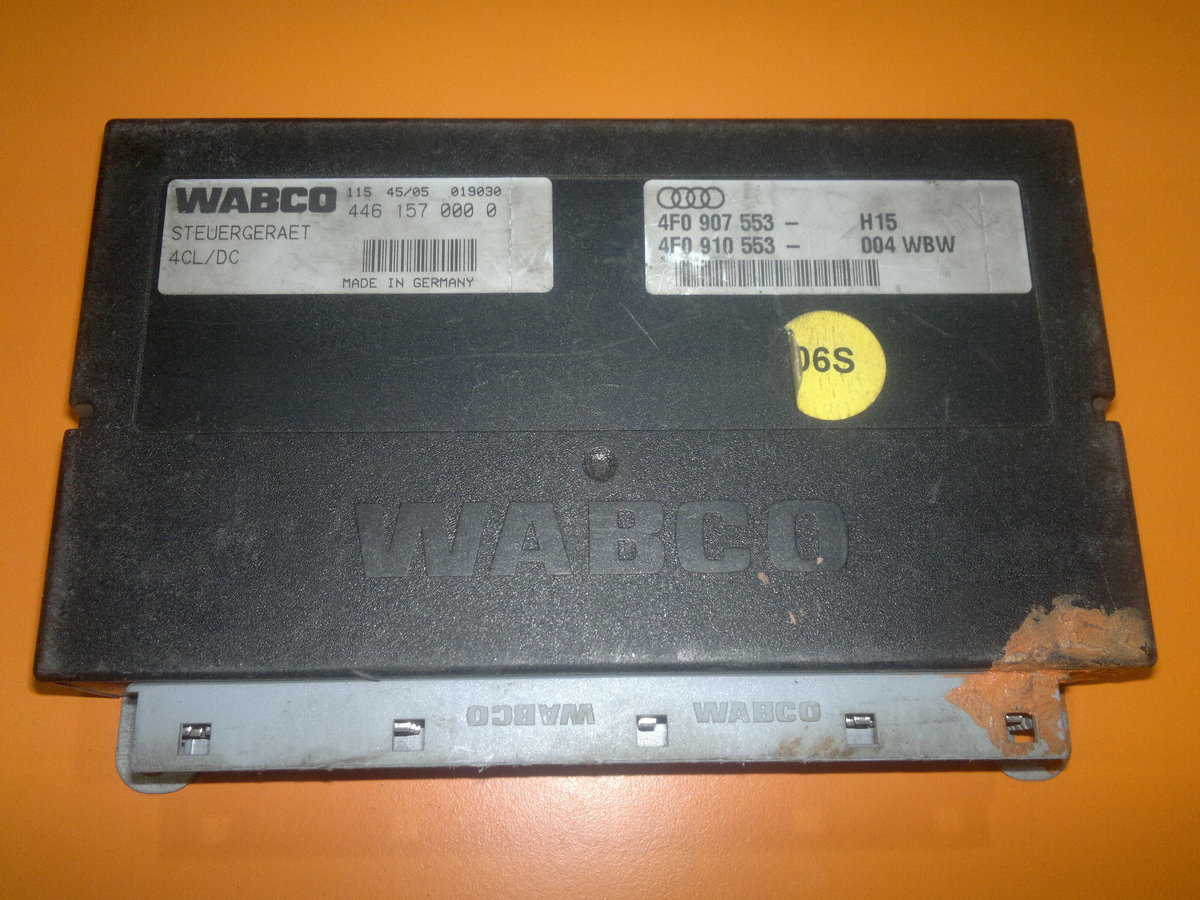 WABCO 115 45/05 019030
446 157 000 0
STEUERGERAET
4CL/DC
MADE IN GERMANY
4F0 907 553 - H15
4F0 910 553 - 004 WBW
06S
WABCO
WABCO WABCO